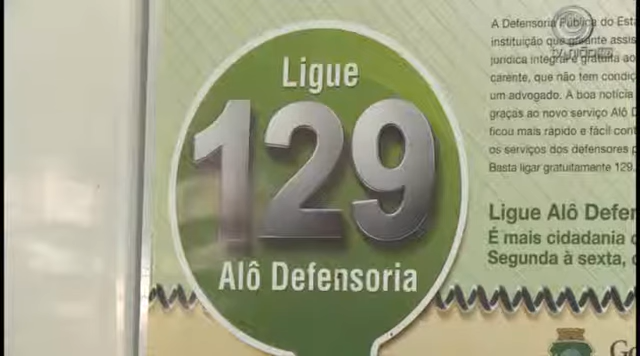 Ligue
129
Alô Defensoria
A Defensoria Pública do Est
instituição que garante assis
jurídica integral e gratuita ao
carente, que não tem condiç
um advogado. A boa notícia
graças ao novo serviço Alô D
ficou mais rápido e fácil con
os serviços dos defensores p
Basta ligar gratuitamente 129.
Ligue Alô Defen
É mais cidadania
Segunda à sexta,